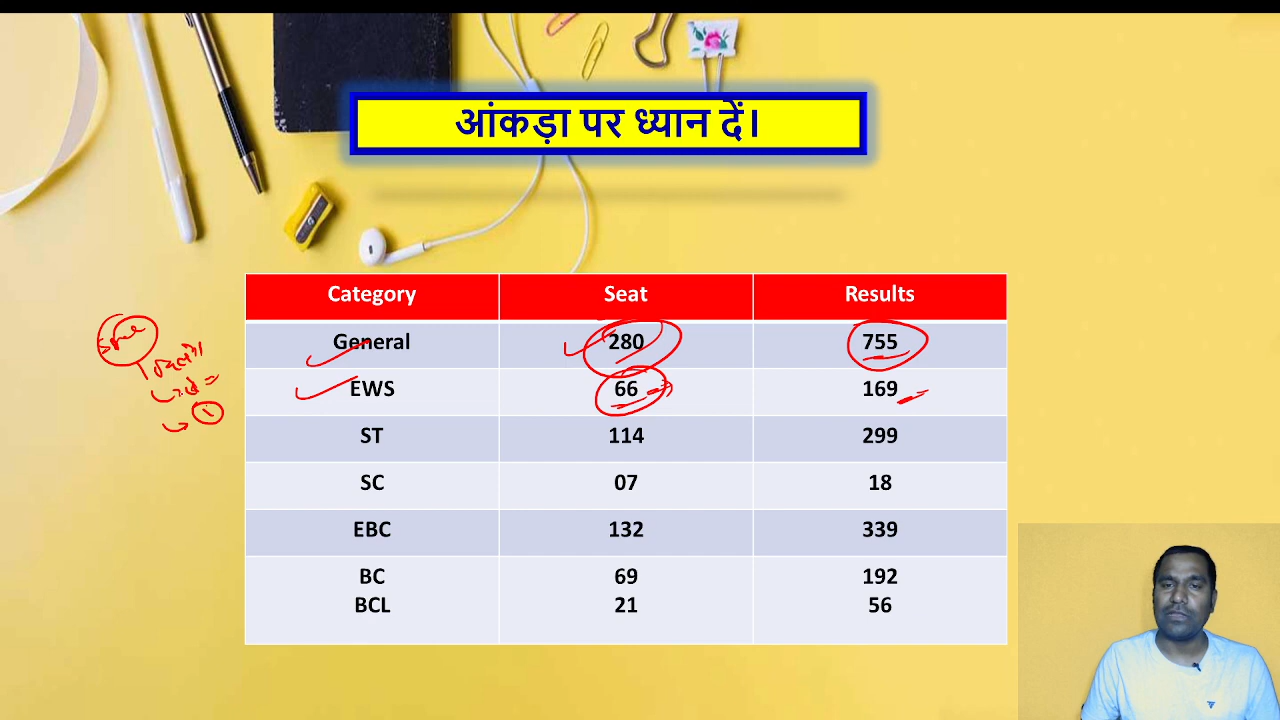 आंकड़ा पर ध्यान दें।
Category Seat Results
General 280 755
EWS 66 169
ST 114 299
SC 07 18
EBC 132 339
BC 69 192
BCL 21 56